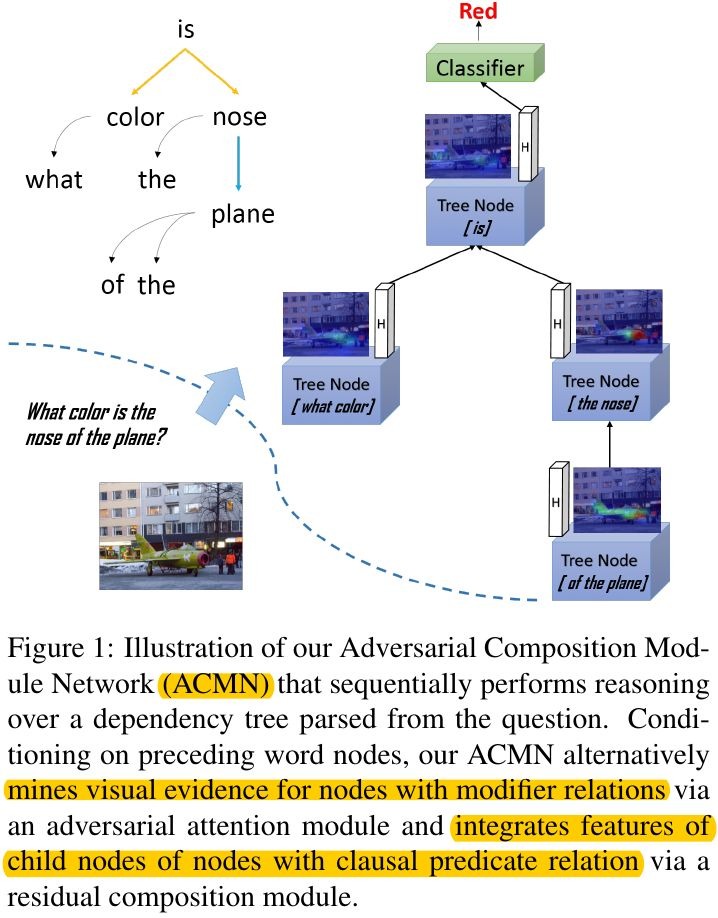 is
color nose
what the
plane
of the
Red
Classifier
H
Tree Node
[ is]
H
H
Tree Node
[ what color]
Tree Node
[ the nose]
H
Tree Node
[ of the plane]
What color is the
nose of the plane?
Figure 1: Illustration of our Adversarial Composition Mod-
ule Network (ACMN) that sequentially performs reasoning
over a dependency tree parsed from the question. Condi-
tioning on preceding word nodes, our ACMN alternatively
mines visual evidence for nodes with modifier relations via
an adversarial attention module and integrates features of
child nodes of nodes with clausal predicate relation via a
residual composition module.